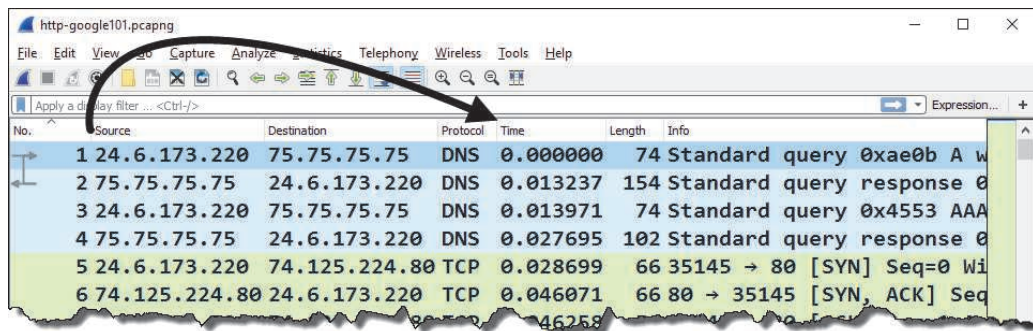 http-google101.pcapng
File Edit View Go Capture Analyze Statistics Telephony Wireless Tools Help
Apply a display filter ... <Ctrl-/> Expression... +
No. Source Destination Protocol Time Length Info
1 24.6.173.220 75.75.75.75 DNS 0.000000 74 Standard query 0xae0b A w
2 75.75.75.75 24.6.173.220 DNS 0.013237 154 Standard query response 0
3 24.6.173.220 75.75.75.75 DNS 0.013971 74 Standard query 0x4553 AAA
4 75.75.75.75 24.6.173.220 DNS 0.027695 102 Standard query response 0
5 24.6.173.220 74.125.224.80 TCP 0.028699 66 35145 → 80 [SYN] Seq=0 Wi
6 74.125.224.80 24.6.173.220 TCP 0.046071 66 80 → 35145 [SYN, ACK] Seq